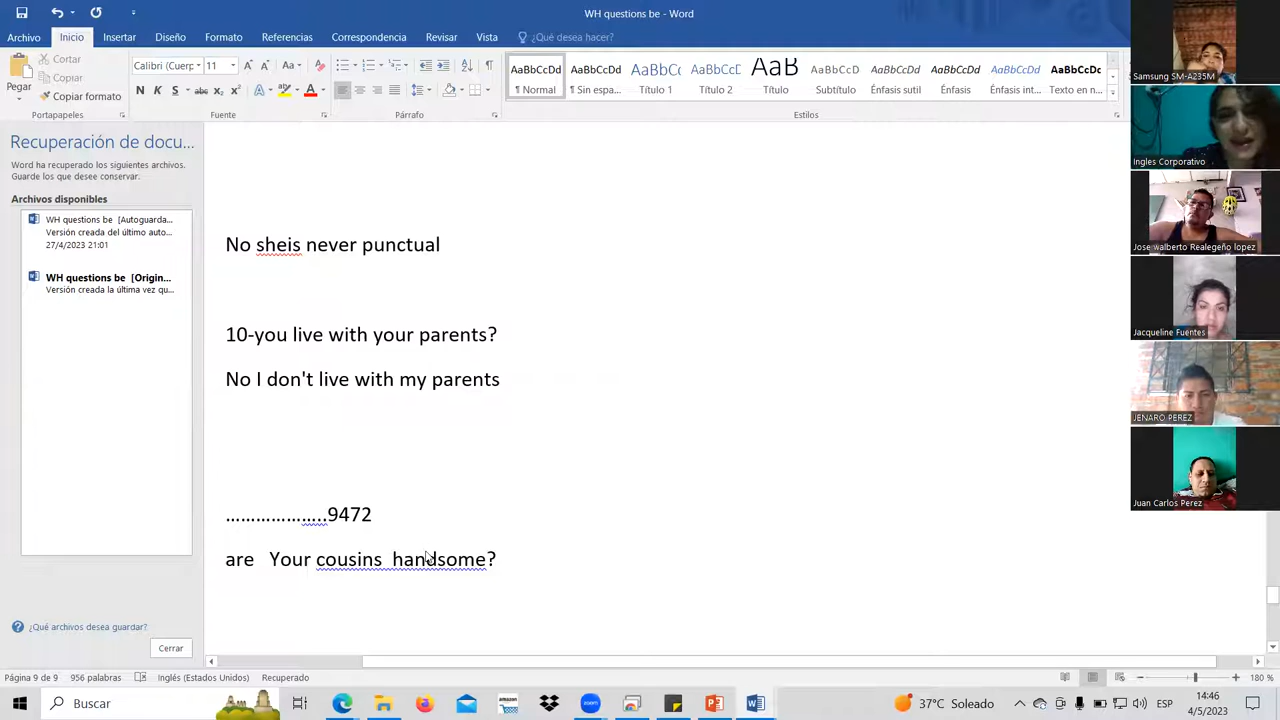 WH questions be - Word
Archivo Inicio Insertar Diseño Formato Referencias Correspondencia Revisar Vista ¿Qué desea hacer?
Pegar
Cortar
Copiar
Copiar formato
Portapapeles
Calibri (Cuerp 11
N K S abc x₂ x²
Fuente
Párrafo
AaBbCcDd AaBbCcDd AaBbCc AaBbCcD AaB AaBbCcD AaBbCcDd AaBbCcDd AaBbCcDd AaBbCcDc
¶ Normal ¶ Sin espa... Título 1 Título 2 Título Subtítulo Énfasis sutil Énfasis Énfasis int... Texto en n...
Estilos
Recuperación de docu...
Word ha recuperado los siguientes archivos.
Guarde los que desee conservar.
Archivos disponibles
WH questions be [Autoguarda...
Versión creada del último auto...
27/4/2023 21:01
WH questions be [Origin...
Versión creada la última vez qu...
¿Qué archivos desea guardar?
Cerrar
No sheis never punctual
10-you live with your parents?
No I don't live with my parents
………………..9472
are Your cousins handsome?
Samsung SM-A235M
Ingles Corporativo
Jose walberto Realegeño lopez
Jacqueline Fuentes
JENARO PEREZ
Juan Carlos Perez
Página 9 de 9 956 palabras Inglés (Estados Unidos) Recuperado
180 %
Buscar
amazon
zoom
37°C Soleado
ESP
14:46
4/5/2023
2